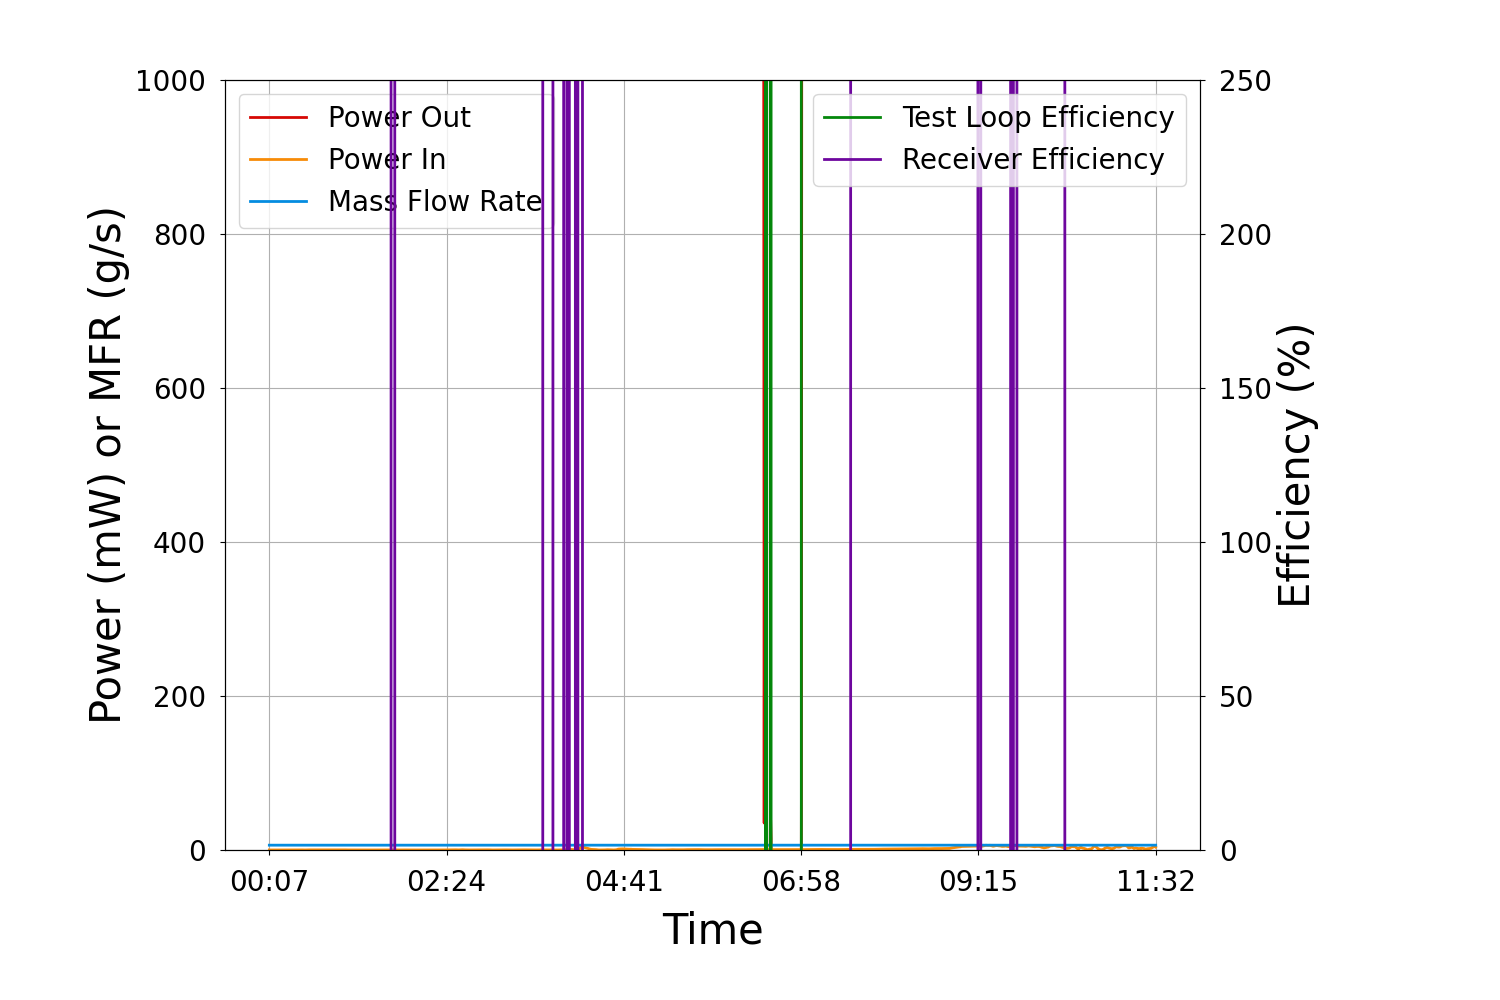 1000
800
600
400
200
0
Power (mW) or MFR (g/s)
Power Out
Power In
Mass Flow Rate
Test Loop Efficiency
Receiver Efficiency
250
200
150
100
50
0
Efficiency (%)
00:07 02:24 04:41 06:58 09:15 11:32
Time